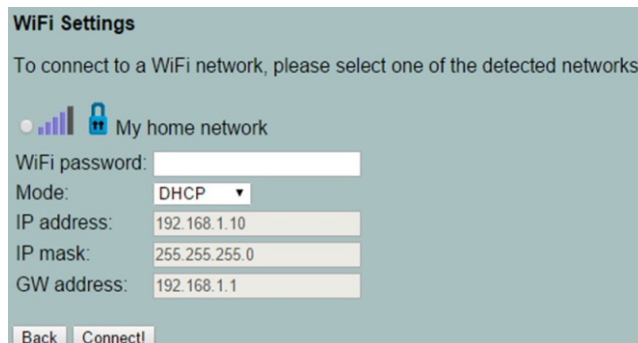 WiFi Settings
To connect to a WiFi network, please select one of the detected networks
My home network
WiFi password:
Mode: DHCP
IP address: 192.168.1.10
IP mask: 255.255.255.0
GW address: 192.168.1.1
Back Connect!